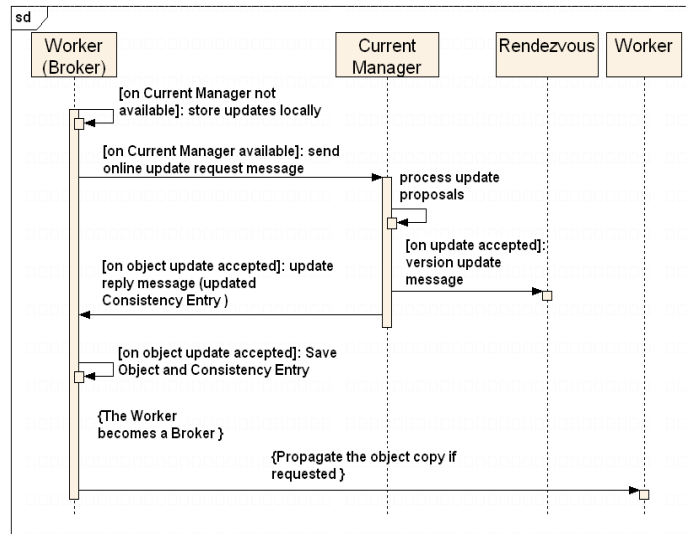 sd
Worker
(Broker)
Current
Manager
Rendezvous
Worker
[on Current Manager not
available]: store updates locally
[on Current Manager available]: send
online update request message
process update
proposals
[on update accepted]:
version update
message
[on object update accepted]: update
reply message (updated
Consistency Entry )
[on object update accepted]: Save
Object and Consistency Entry
{The Worker
becomes a Broker }
{Propagate the object copy if
requested }